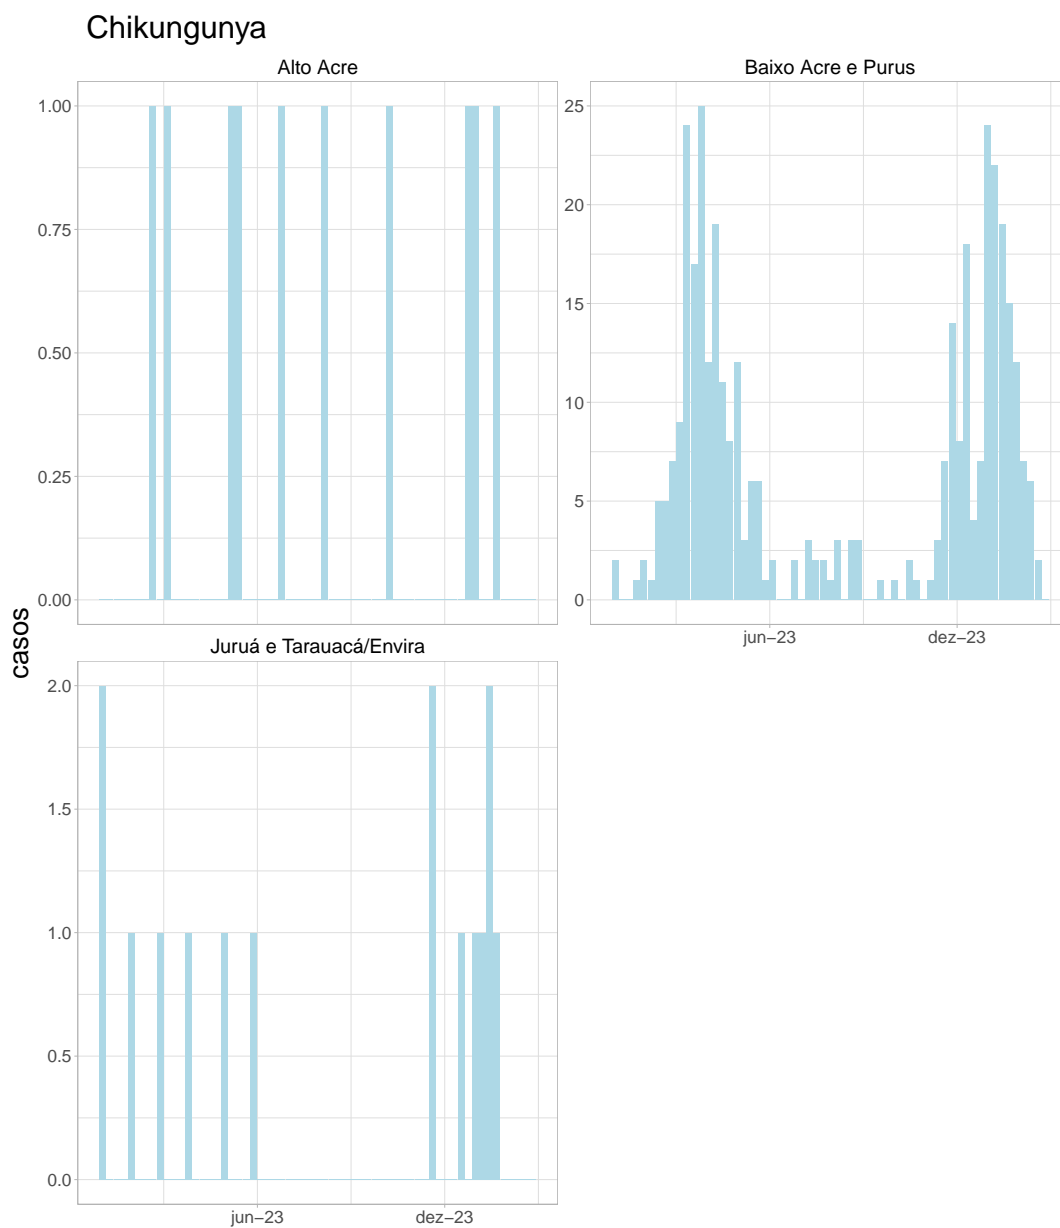 Chikungunya
Alto Acre
Baixo Acre e Purus
1.00
0.75
0.50
0.25
0.00
25
20
15
10
5
0
jun–23
dez–23
casos
Juruá e Tarauacá/Envira
2.0
1.5
1.0
0.5
0.0
jun–23
dez–23